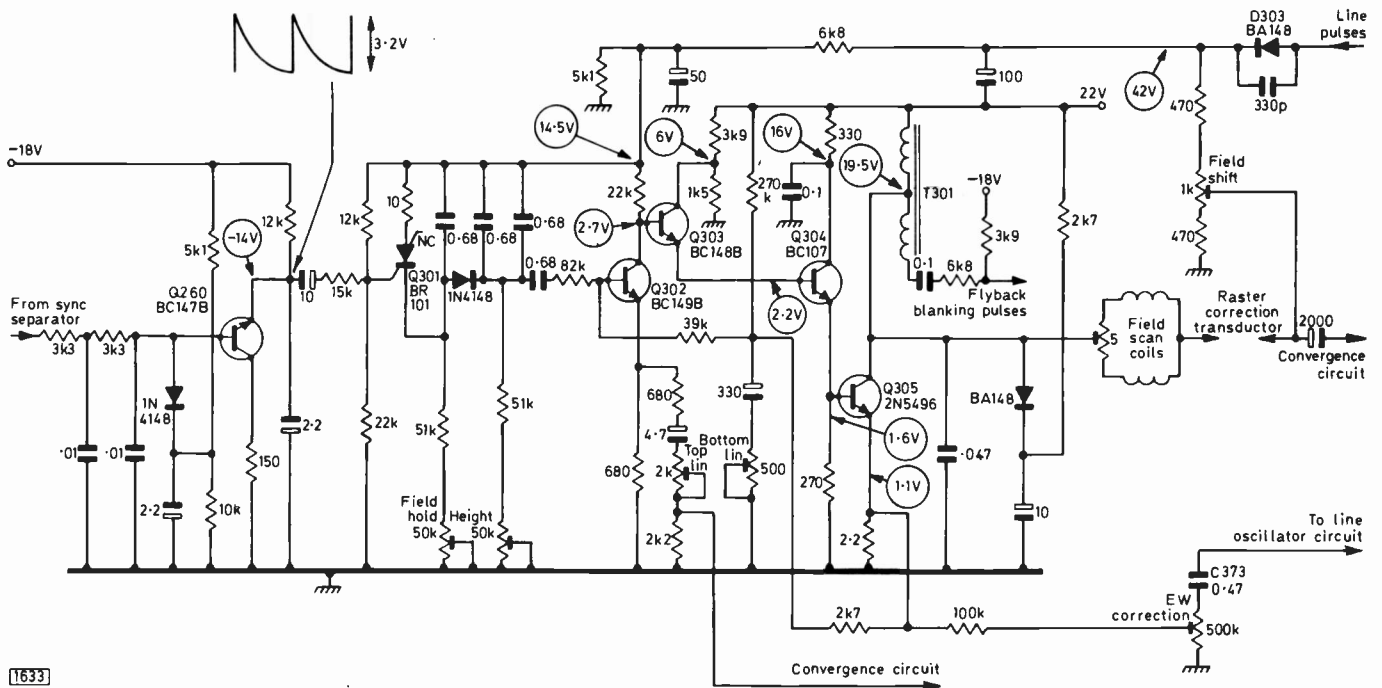 3·2V
D303
BA148
Line
pulses
6k8
5k1
50
100
42V
330p
22V
470
14·5V
6V
3k9
16V
330
19·5V
Field
shift
-18V
T301
-18V
12k
12k
10
22k
1k5
270
k
0·1
1k
5k1
-14V
NC
0·68
0·68
0·68
2·7V
Q303
BC148B
2k7
3k9
470
Q304
BC107
0·1
6k8
Q260
BC147B
10
15k
Q301
BR
101
1N4148
0·68
82k
Q302
BC149B
2·2V
Flyback
blanking pulses
From sync
separator
3k3
3k3
39k
5
Field
scan
coils
Raster
correction
transductor
2000
Convergence
circuit
1N
4148
51k
680
330
Q305
2N5496
BA148
·01
·01
150
2·2
22k
51k
4·7
Top
lin
2k
Bottom
lin
500
1·6V
·047
2·2
10k
Field
hold
50k
Height
50k
680
2k2
270
1·1V
2·2
10
To line
oscillator circuit
C373
0·47
EW
correction
500k
2k7
100k
Convergence circuit
1633